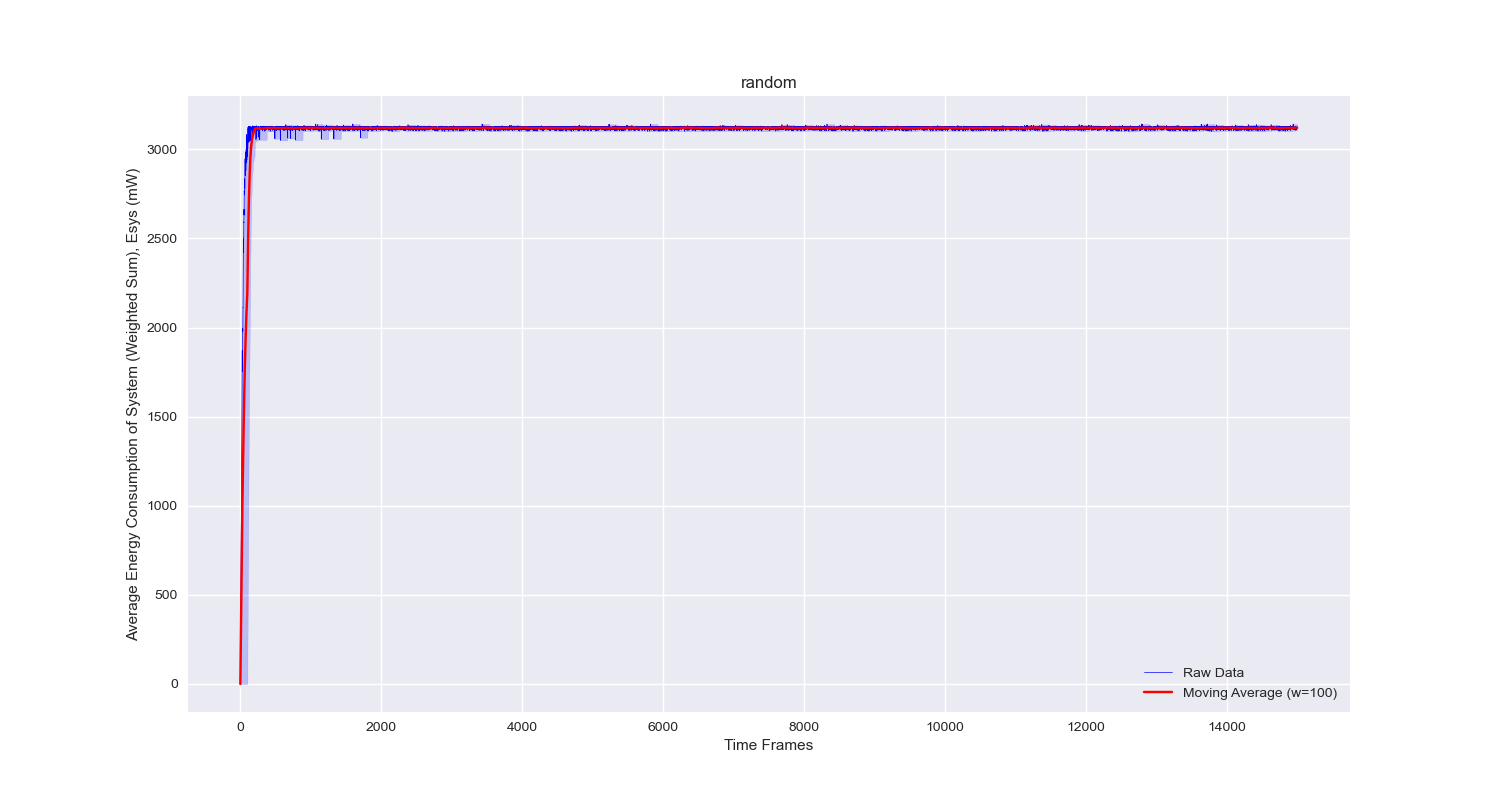 random
Average Energy Consumption of System (Weighted Sum), Esys (mW)
3000
2500
2000
1500
1000
500
0
Raw Data
Moving Average (w=100)
0 2000 4000 6000 8000 10000 12000 14000
Time Frames